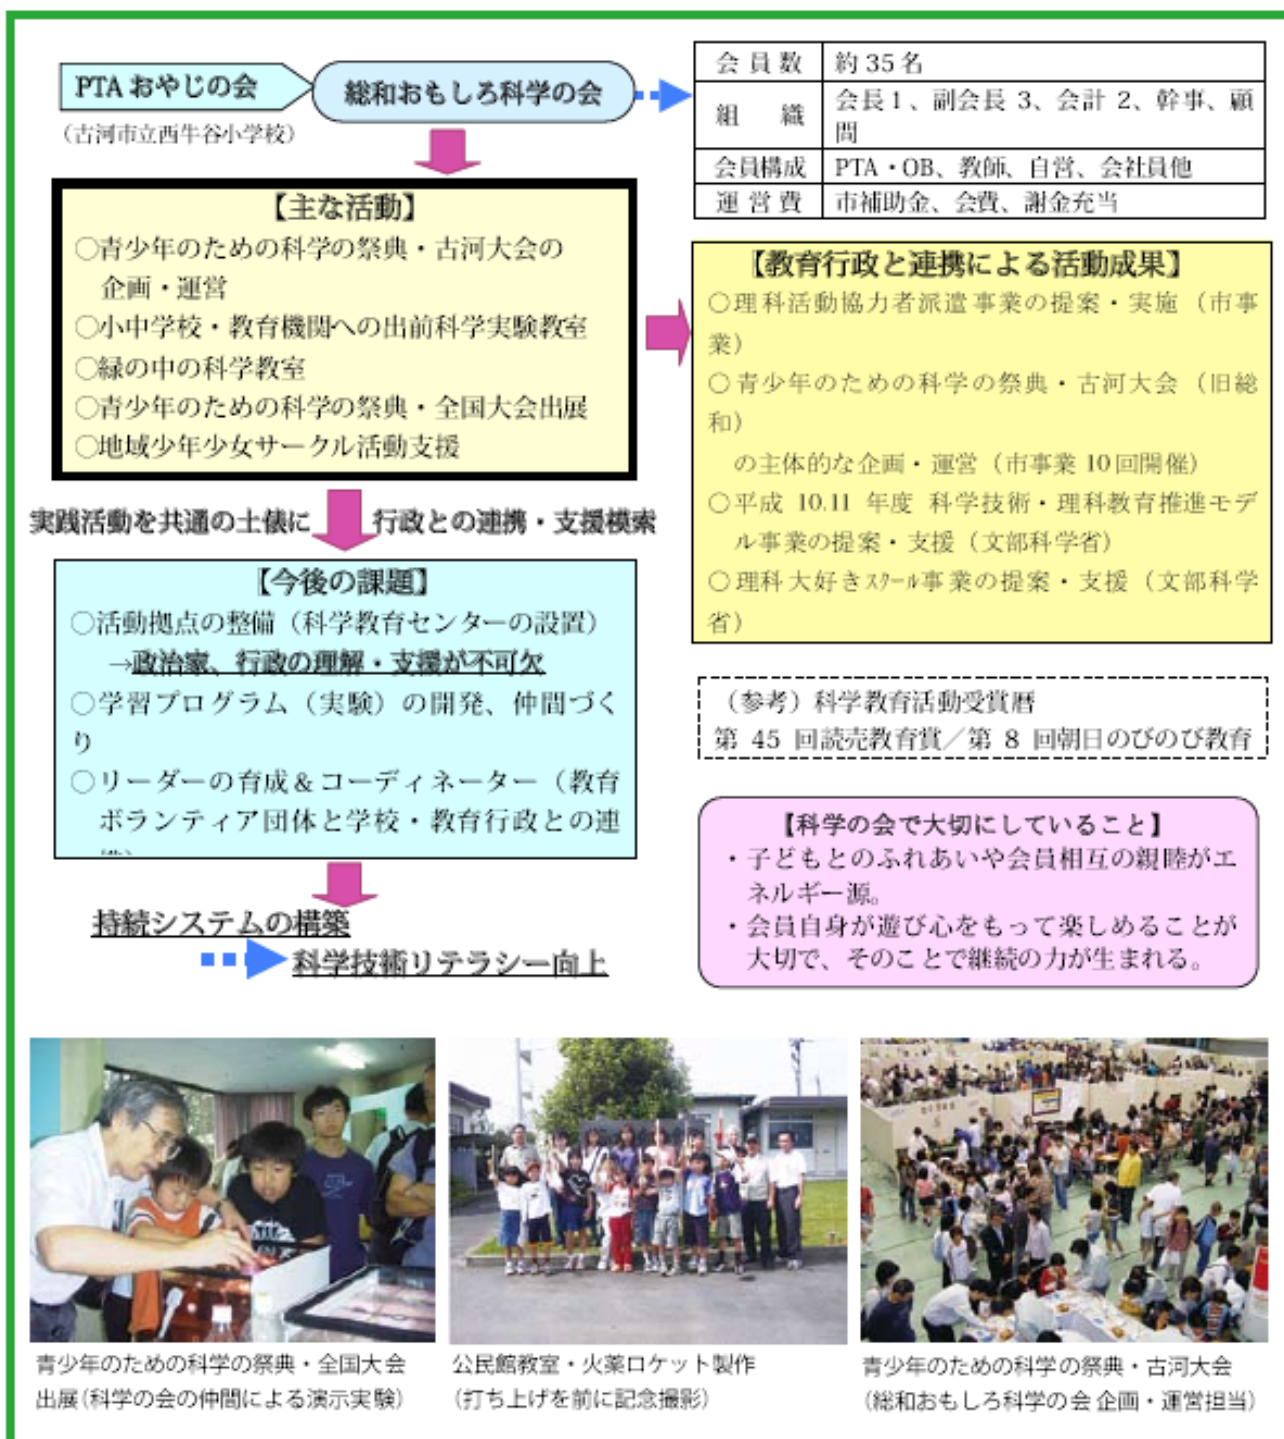 PTA おやじの会
(古河市立西牛谷小学校)
総和おもしろ科学の会
会 員 数 約 35 名
組 織 会長 1 、副会長 3、会計 2、幹事、顧
問
会員構成 PTA・OB、教師、自営、会社員他
運 営 費 市補助金、会費、謝金充当
【主な活動】
○青少年のための科学の祭典・古河大会の
企画・運営
○小中学校・教育機関への出前科学実験教室
○緑の中の科学教室
○青少年のための科学の祭典・全国大会出展
○地域少年少女サークル活動支援
【教育行政と連携による活動成果】
○理科活動協力者派遣事業の提案・実施（市事
業）
○青少年のための科学の祭典・古河大会（旧総
和）
の主体的な企画・運営（市事業 10 回開催）
○平成 10.11 年度 科学技術・理科教育推進モデ
ル事業の提案・支援（文部科学省）
○理科大好きｽｸｰﾙ事業の提案・支援（文部科学
省）
実践活動を共通の土俵に 行政との連携・支援模索
【今後の課題】
○活動拠点の整備（科学教育センターの設置）
→政治家、行政の理解・支援が不可欠
○学習プログラム（実験）の開発、仲間づく
り
○リーダーの育成＆コーディネーター（教育
ボランティア団体と学校・教育行政との連
持続システムの構築
科学技術リテラシー向上
（参考）科学教育活動受賞暦
第 45 回読売教育賞／第 8 回朝日のびのび教育
【科学の会で大切にしていること】
・子どもとのふれあいや会員相互の親睦がエ
ネルギー源。
・会員自身が遊び心をもって楽しめることが
大切で、そのことで継続の力が生まれる。
青少年のための科学の祭典・全国大会
出展(科学の会の仲間による演示実験)
公民館教室・火薬ロケット製作
(打ち上げを前に記念撮影)
青少年のための科学の祭典・古河大会
(総和おもしろ科学の会 企画・運営担当)